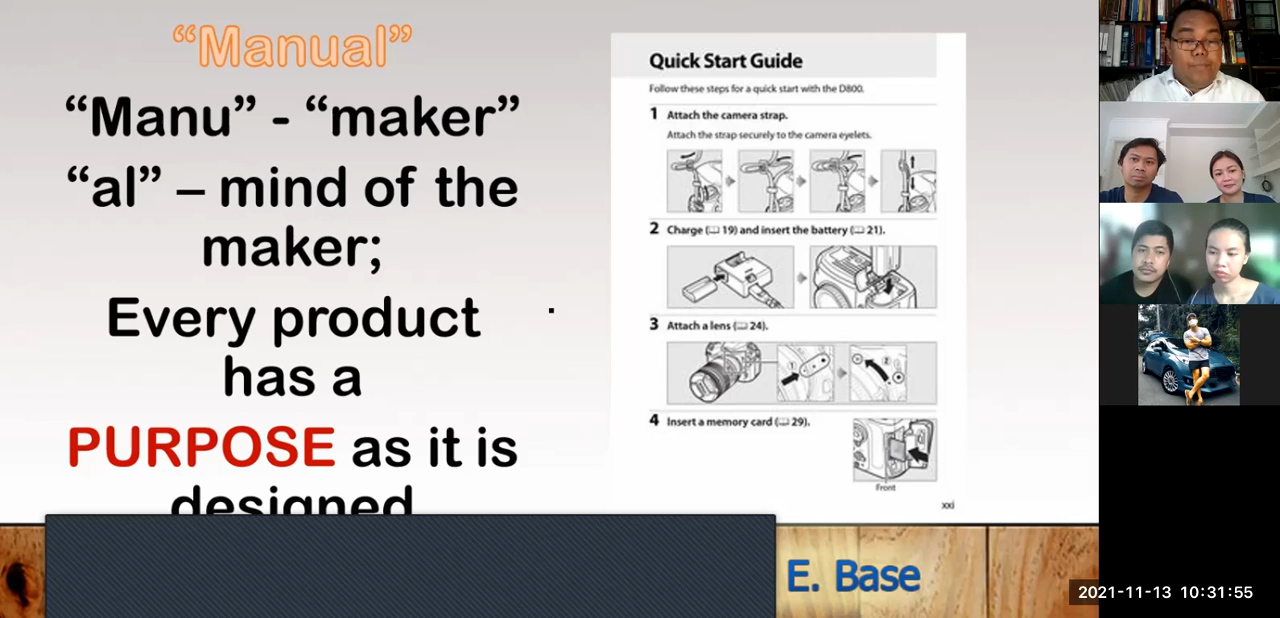 “Manual”
“Manu” - “maker”
“al” – mind of the
maker;
Every product
has a
PURPOSE as it is
designed
Quick Start Guide
Follow these steps for a quick start with the D800.
1 Attach the camera strap.
Attach the strap securely to the camera eyelets.
2 Charge (19) and insert the battery (21).
3 Attach a lens (24).
1
2
4 Insert a memory card (29).
Front
xxi
E. Base
2021-11-13 10:31:55